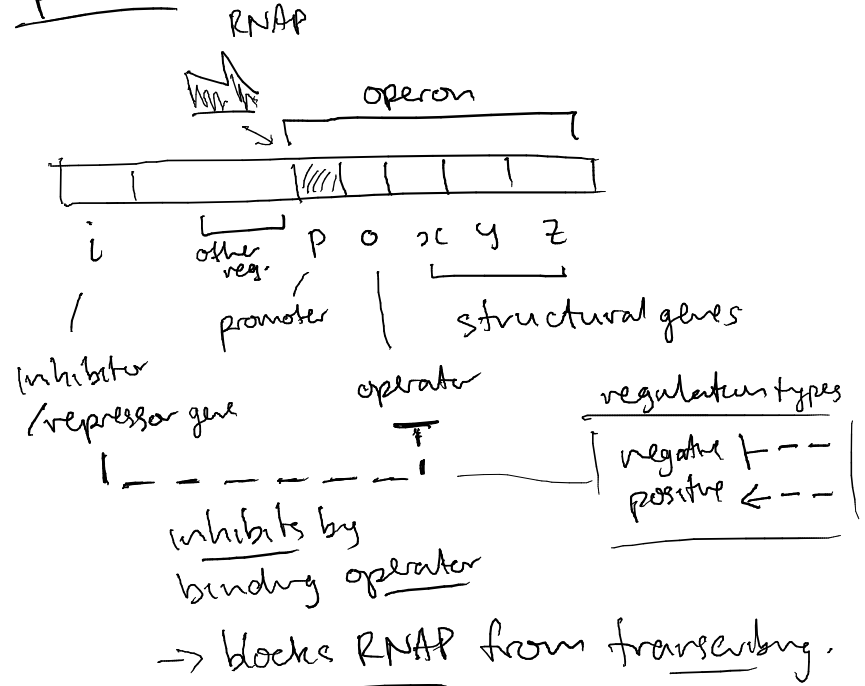 RNAP
operon
i
other reg.
p o x y z
promoter
structural genes
inhibitor
/repressor gene
operator
regulation types
negative
positive
inhibits by
binding operator
→ blocks RNAP from transcribing.